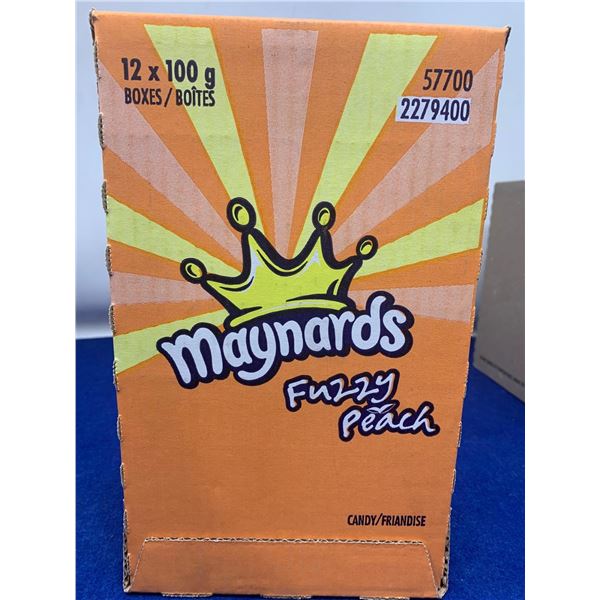 12 x 100 g
BOXES/BOÎTES
57700
2279400
maynards
Fuzzy
Peach
CANDY/FRIANDISE